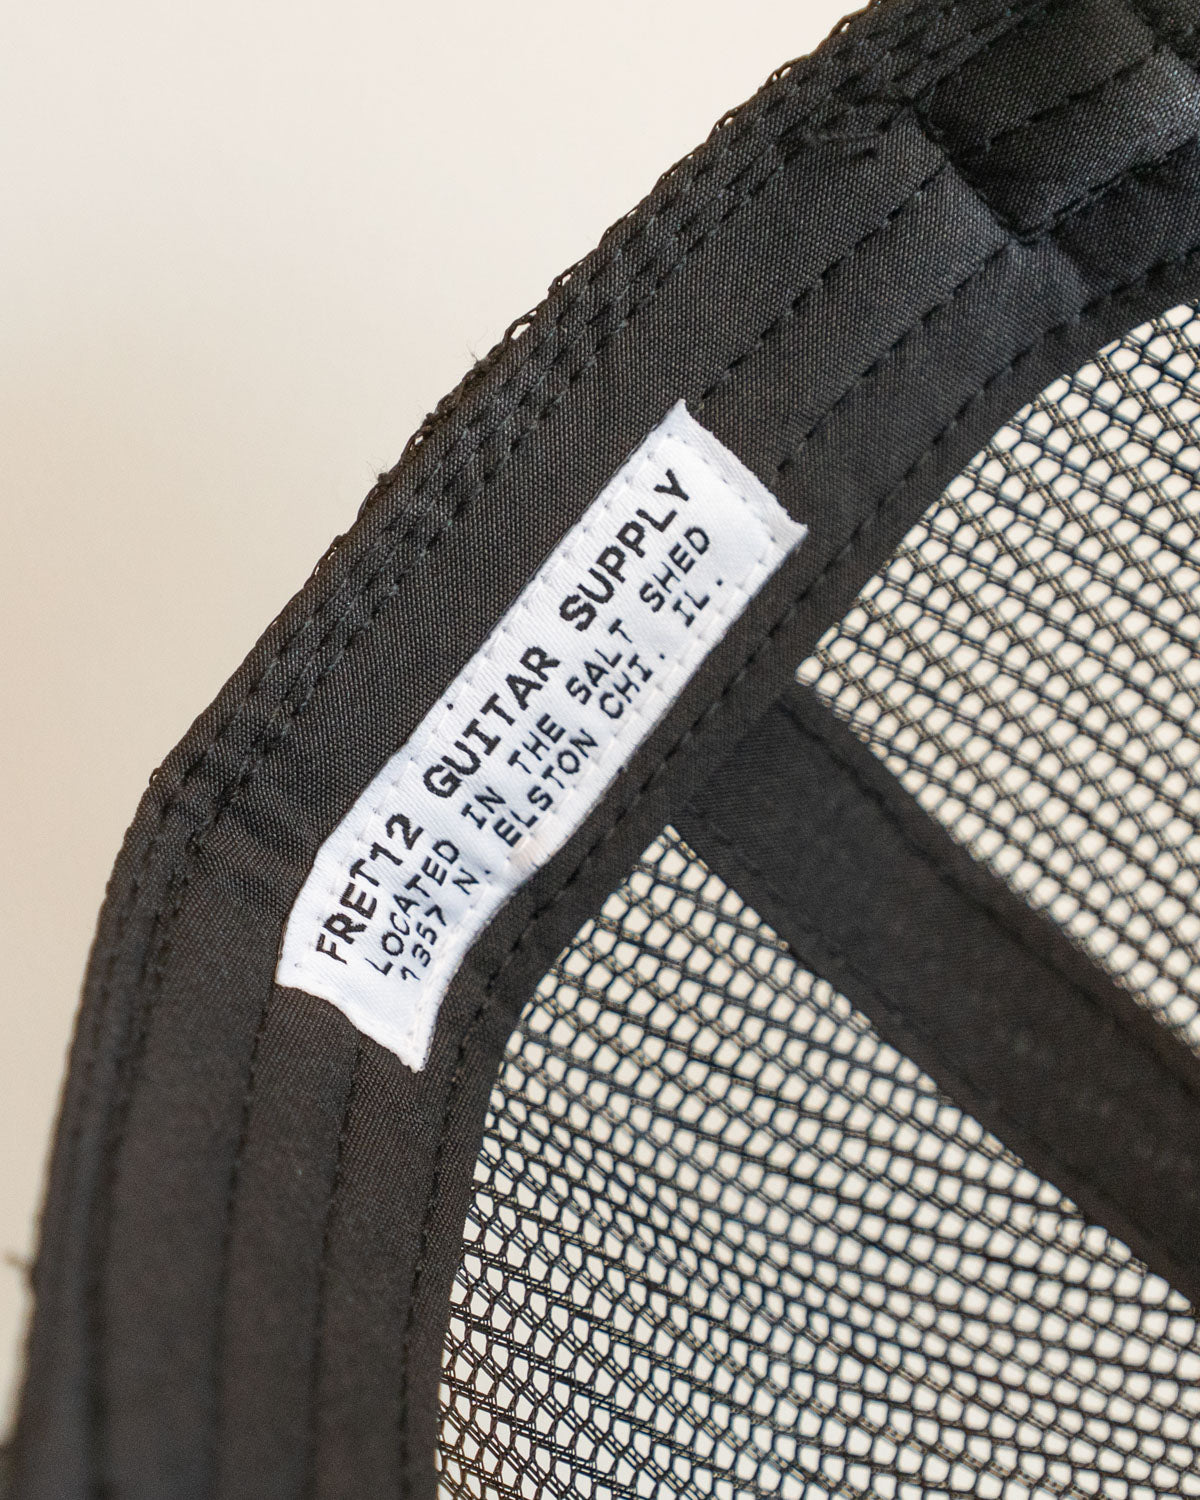 FRET12 GUITAR SUPPLY
LOCATED IN THE SALT SHED
1357 N. ELSTON CHI. IL.